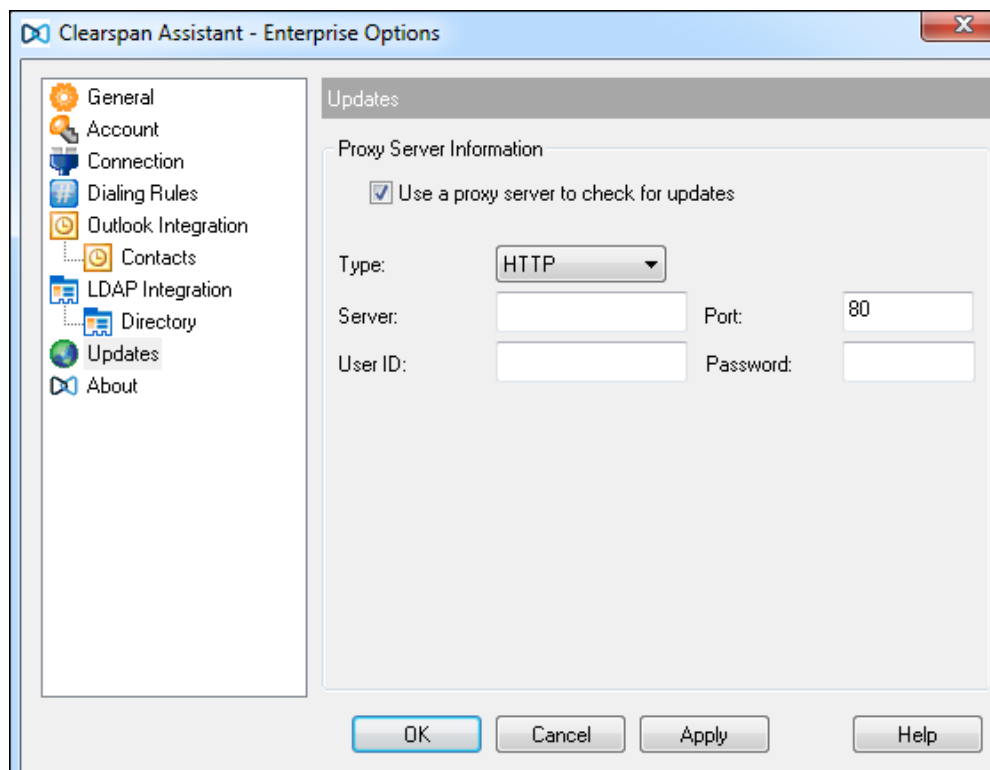 Clearspan Assistant - Enterprise Options
General
Account
Connection
Dialing Rules
Outlook Integration
Contacts
LDAP Integration
Directory
Updates
About
Updates
Proxy Server Information
Use a proxy server to check for updates
Type: HTTP
Server: Port: 80
User ID: Password:
OK Cancel Apply Help